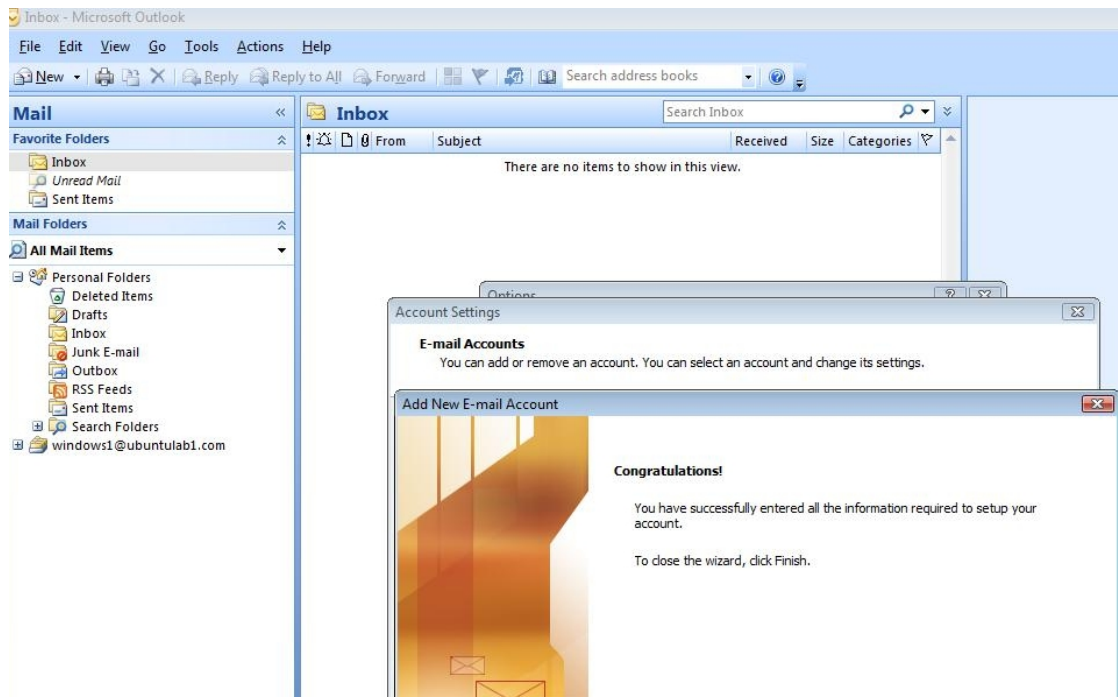 Inbox - Microsoft Outlook
File Edit View Go Tools Actions Help
New Reply Reply to All Forward Search address books
Mail
Favorite Folders
Inbox
Unread Mail
Sent Items
Mail Folders
All Mail Items
Personal Folders
Deleted Items
Drafts
Inbox
Junk E-mail
Outbox
RSS Feeds
Sent Items
Search Folders
windows1@ubuntulab1.com
Inbox Search Inbox
From Subject Received Size Categories
There are no items to show in this view.
Options
Account Settings
E-mail Accounts
You can add or remove an account. You can select an account and change its settings.
Add New E-mail Account
Congratulations!
You have successfully entered all the information required to setup your
account.
To close the wizard, click Finish.